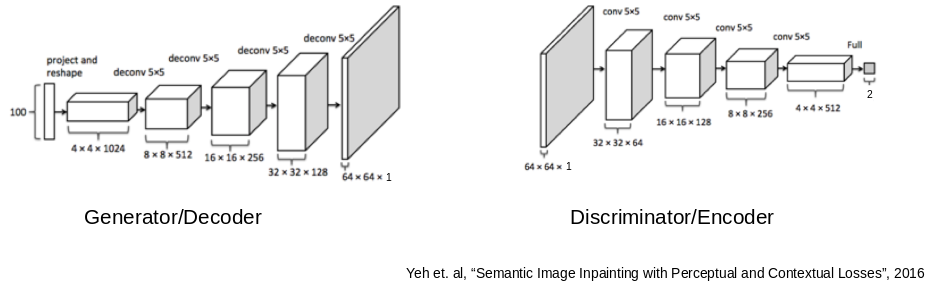 project and
reshape
100
4 × 4 × 1024
deconv 5×5
8 × 8 × 512
deconv 5×5
16 × 16 × 256
deconv 5×5
32 × 32 × 128
deconv 5×5
64 × 64 × 1
Generator/Decoder
64 × 64 × 1
conv 5×5
32 × 32 × 64
conv 5×5
16 × 16 × 128
conv 5×5
8 × 8 × 256
conv 5×5
4 × 4 × 512
Full
2
Discriminator/Encoder
Yeh et. al, “Semantic Image Inpainting with Perceptual and Contextual Losses”, 2016